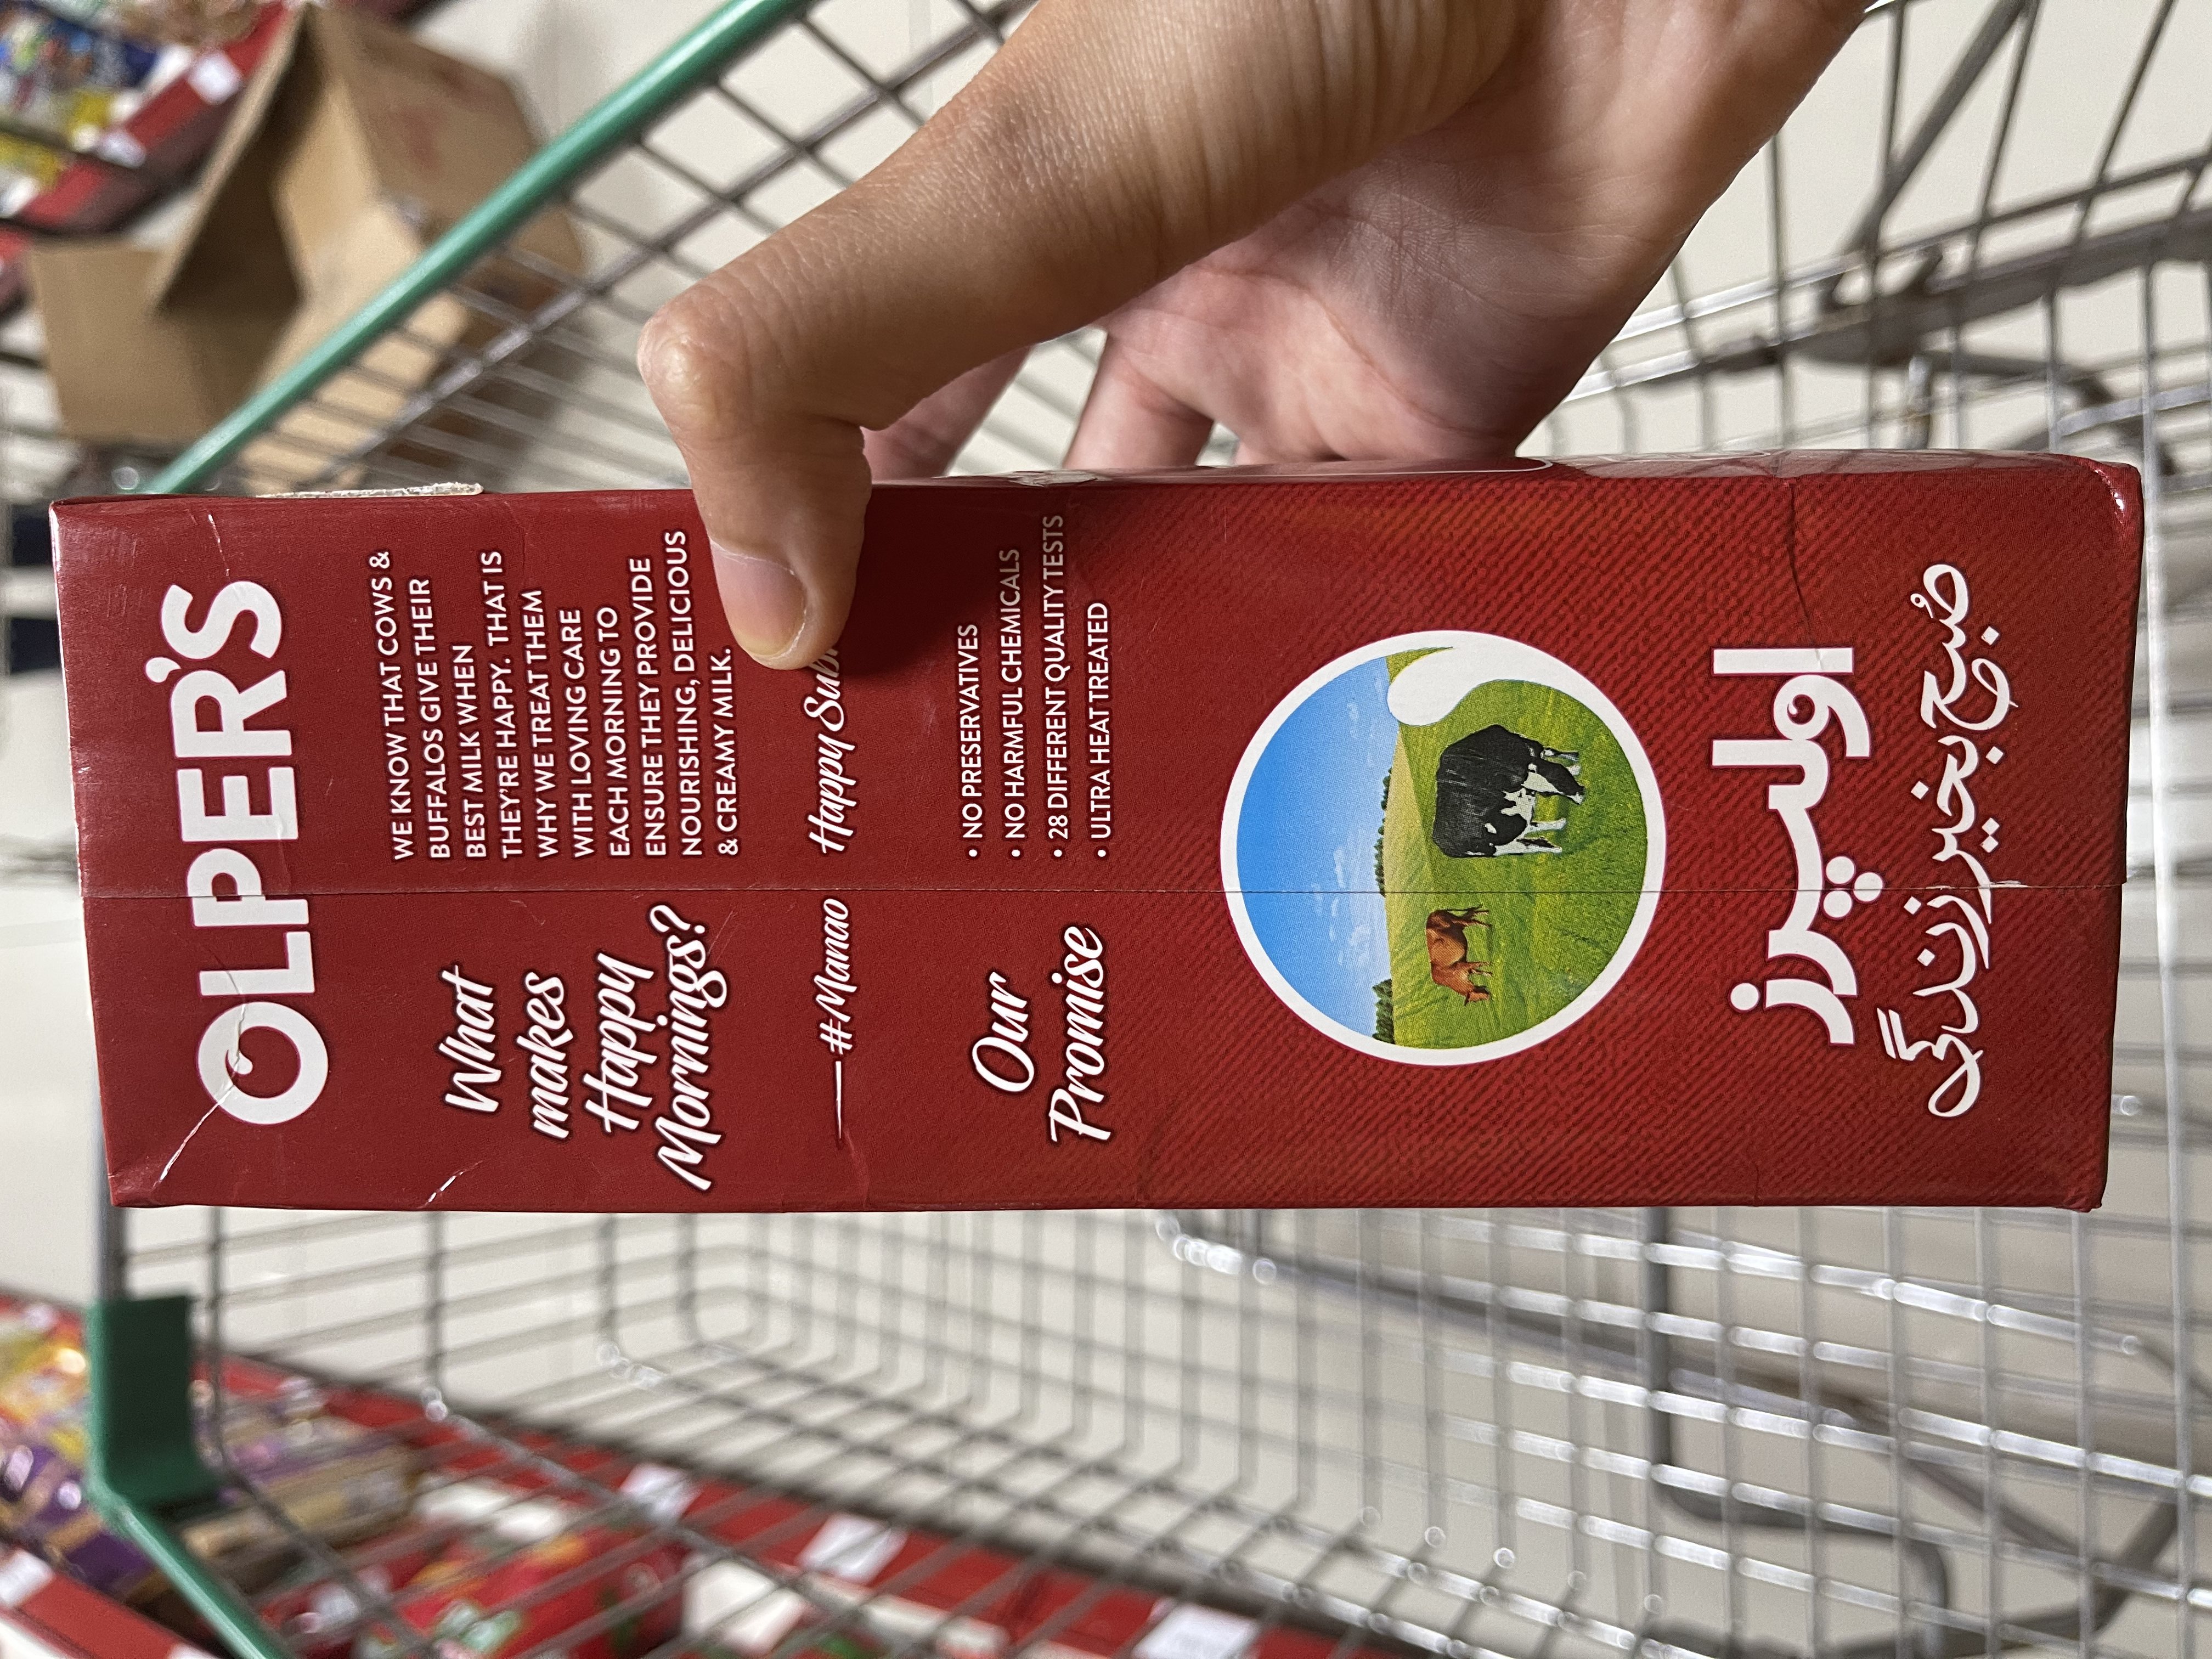 OLPER'S
What
makes
Happy
Mornings?
WE KNOW THAT COWS &
BUFFALOS GIVE THEIR
BEST MILK WHEN
THEY'RE HAPPY. THAT IS
WHY WE TREAT THEM
WITH LOVING CARE
EACH MORNING TO
ENSURE THEY PROVIDE
NOURISHING, DELICIOUS
& CREAMY MILK.
#Manao Happy
Our
Promise
• NO PRESERVATIVES
• NO HARMFUL CHEMICALS
• 28 DIFFERENT QUALITY TESTS
• ULTRA HEAT TREATED
اولپرز
صُبح بخیر زندگی